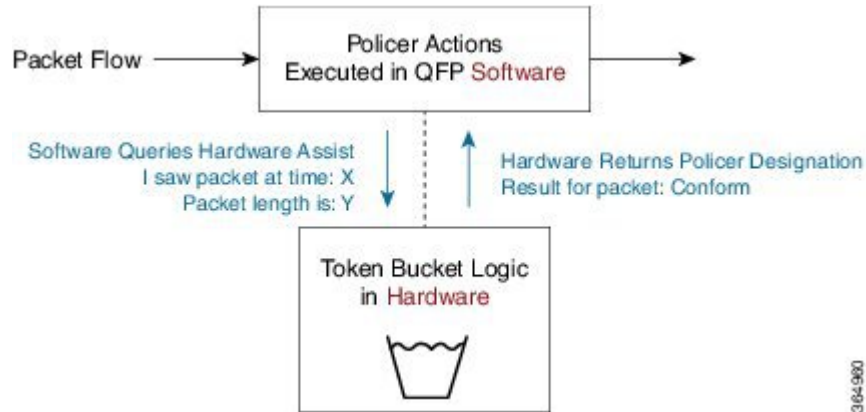 Packet Flow
Policer Actions
Executed in QFP Software
Software Queries Hardware Assist
I saw packet at time: X
Packet length is: Y
Hardware Returns Policer Designation
Result for packet: Conform
Token Bucket Logic
in Hardware
364980